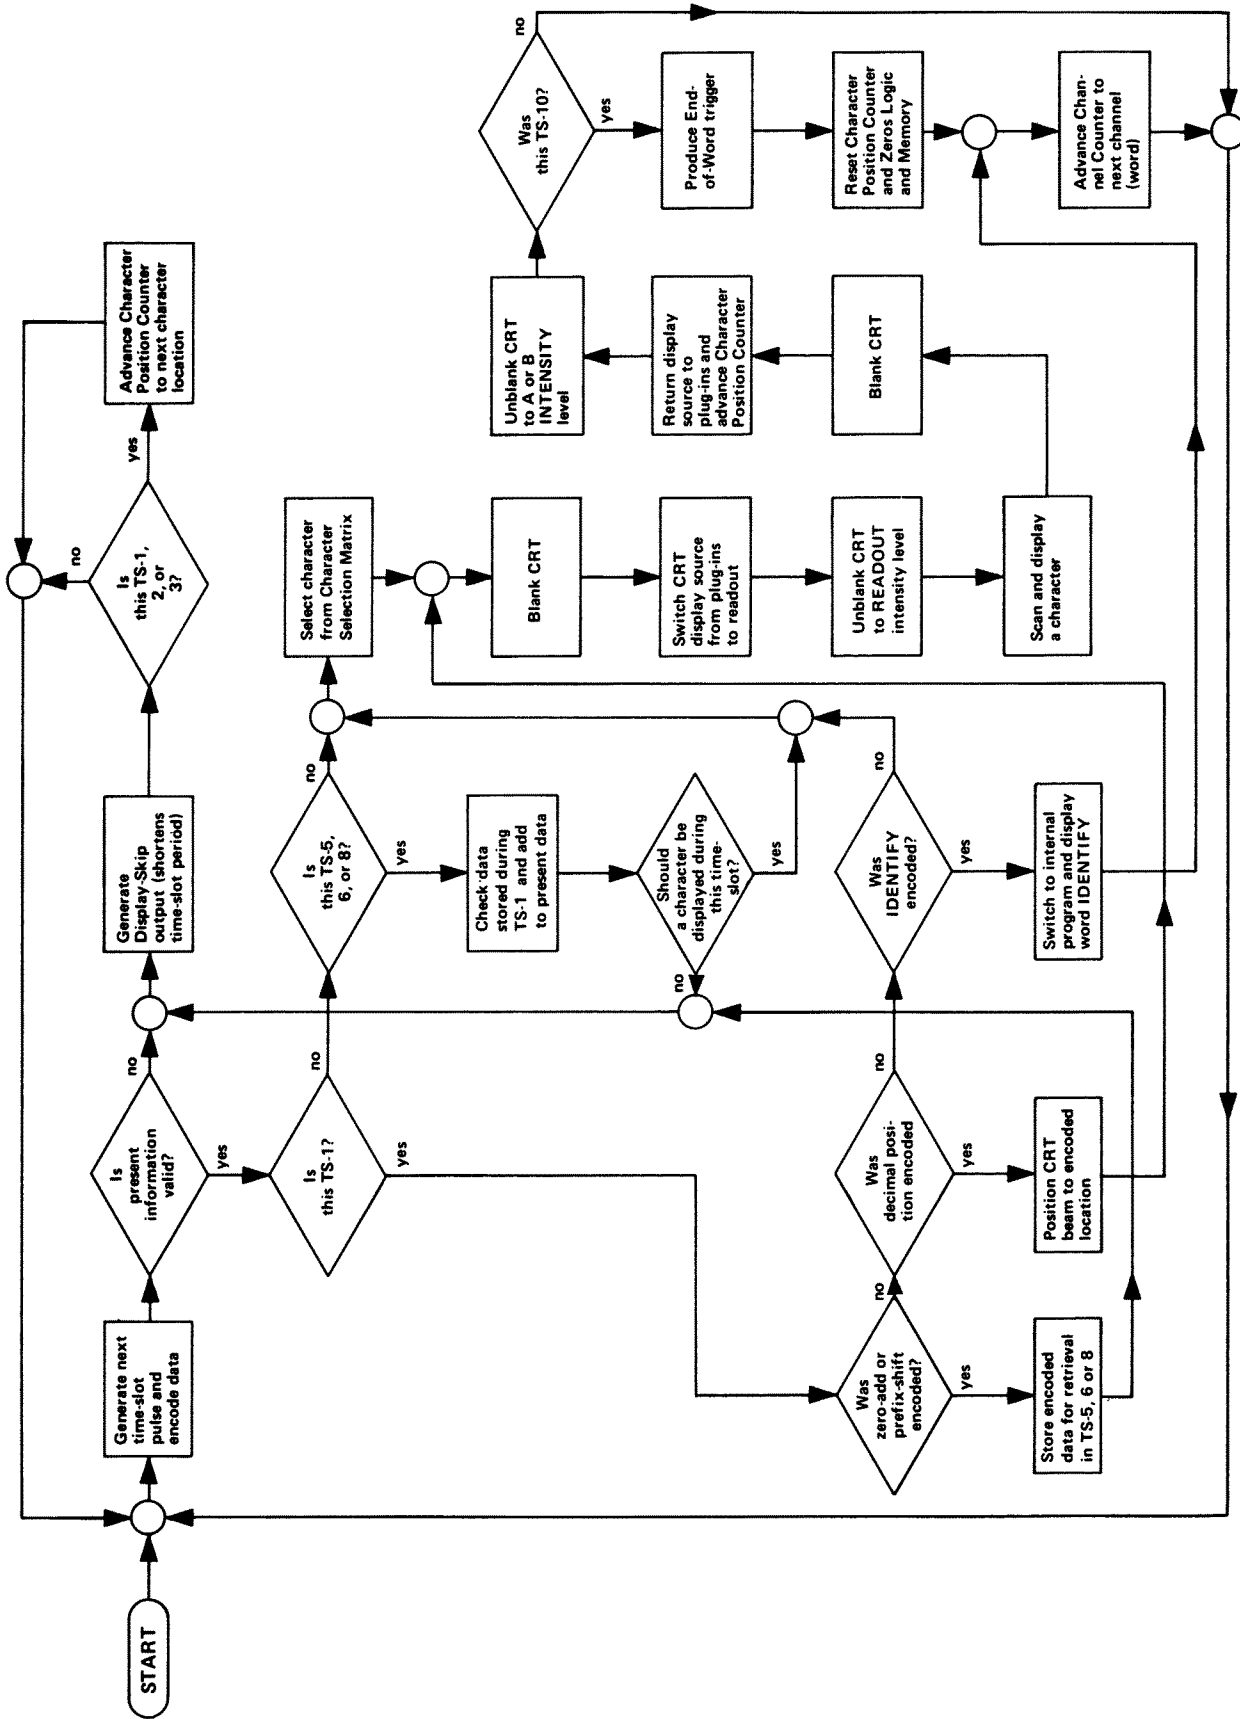 START
Generate next
time-slot
pulse and
encode data
Is
present
information
valid?
no
yes
Generate
Display-Skip
output (shortens
time-slot period)
Is
this TS-1,
2, or
3?
no
yes
Advance Character
Position Counter
to next character
location
Is
this TS-1?
no
yes
Is
this TS-5,
6, or 8?
no
yes
Check data
stored during
TS-1 and add
to present data
Should
a character be
displayed during
this time-
slot?
no
yes
Was
zero-add or
prefix-shift
encoded?
no
yes
Store encoded
data for retrieval
in TS-5, 6 or 8
Was
decimal posi-
tion encoded
no
yes
Position CRT
beam to encoded
location
Was
IDENTIFY
encoded?
no
yes
Switch to internal
program and display
word IDENTIFY
Select character
from Character
Selection Matrix
Blank CRT
Switch CRT
display source
from plug-ins
to readout
Unblank CRT
to READOUT
intensity level
Scan and display
a character
Blank CRT
Return display
source to
plug-ins and
advance Character
Position Counter
Unblank CRT
to A or B
INTENSITY
level
Was
this TS-10?
no
yes
Produce End-
of-Word trigger
Reset Character
Position Counter
and Zeros Logic
and Memory
Advance Chan-
nel Counter to
next channel
(word)